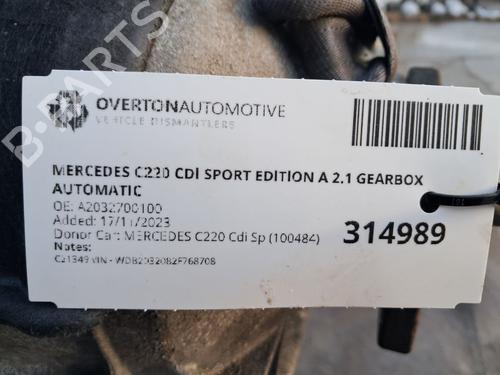 OVERTONAUTOMOTIVE
VEHICLE DISMANTLERS
MERCEDES C220 CDI SPORT EDITION A 2.1 GEARBOX
AUTOMATIC
OE: A2032700100
Added: 17/11/2023
Donor Car: MERCEDES C220 Cdi Sp (100484)
314989
Notes:
C21349 VIN - WDB2032082F768708
B-PARTS